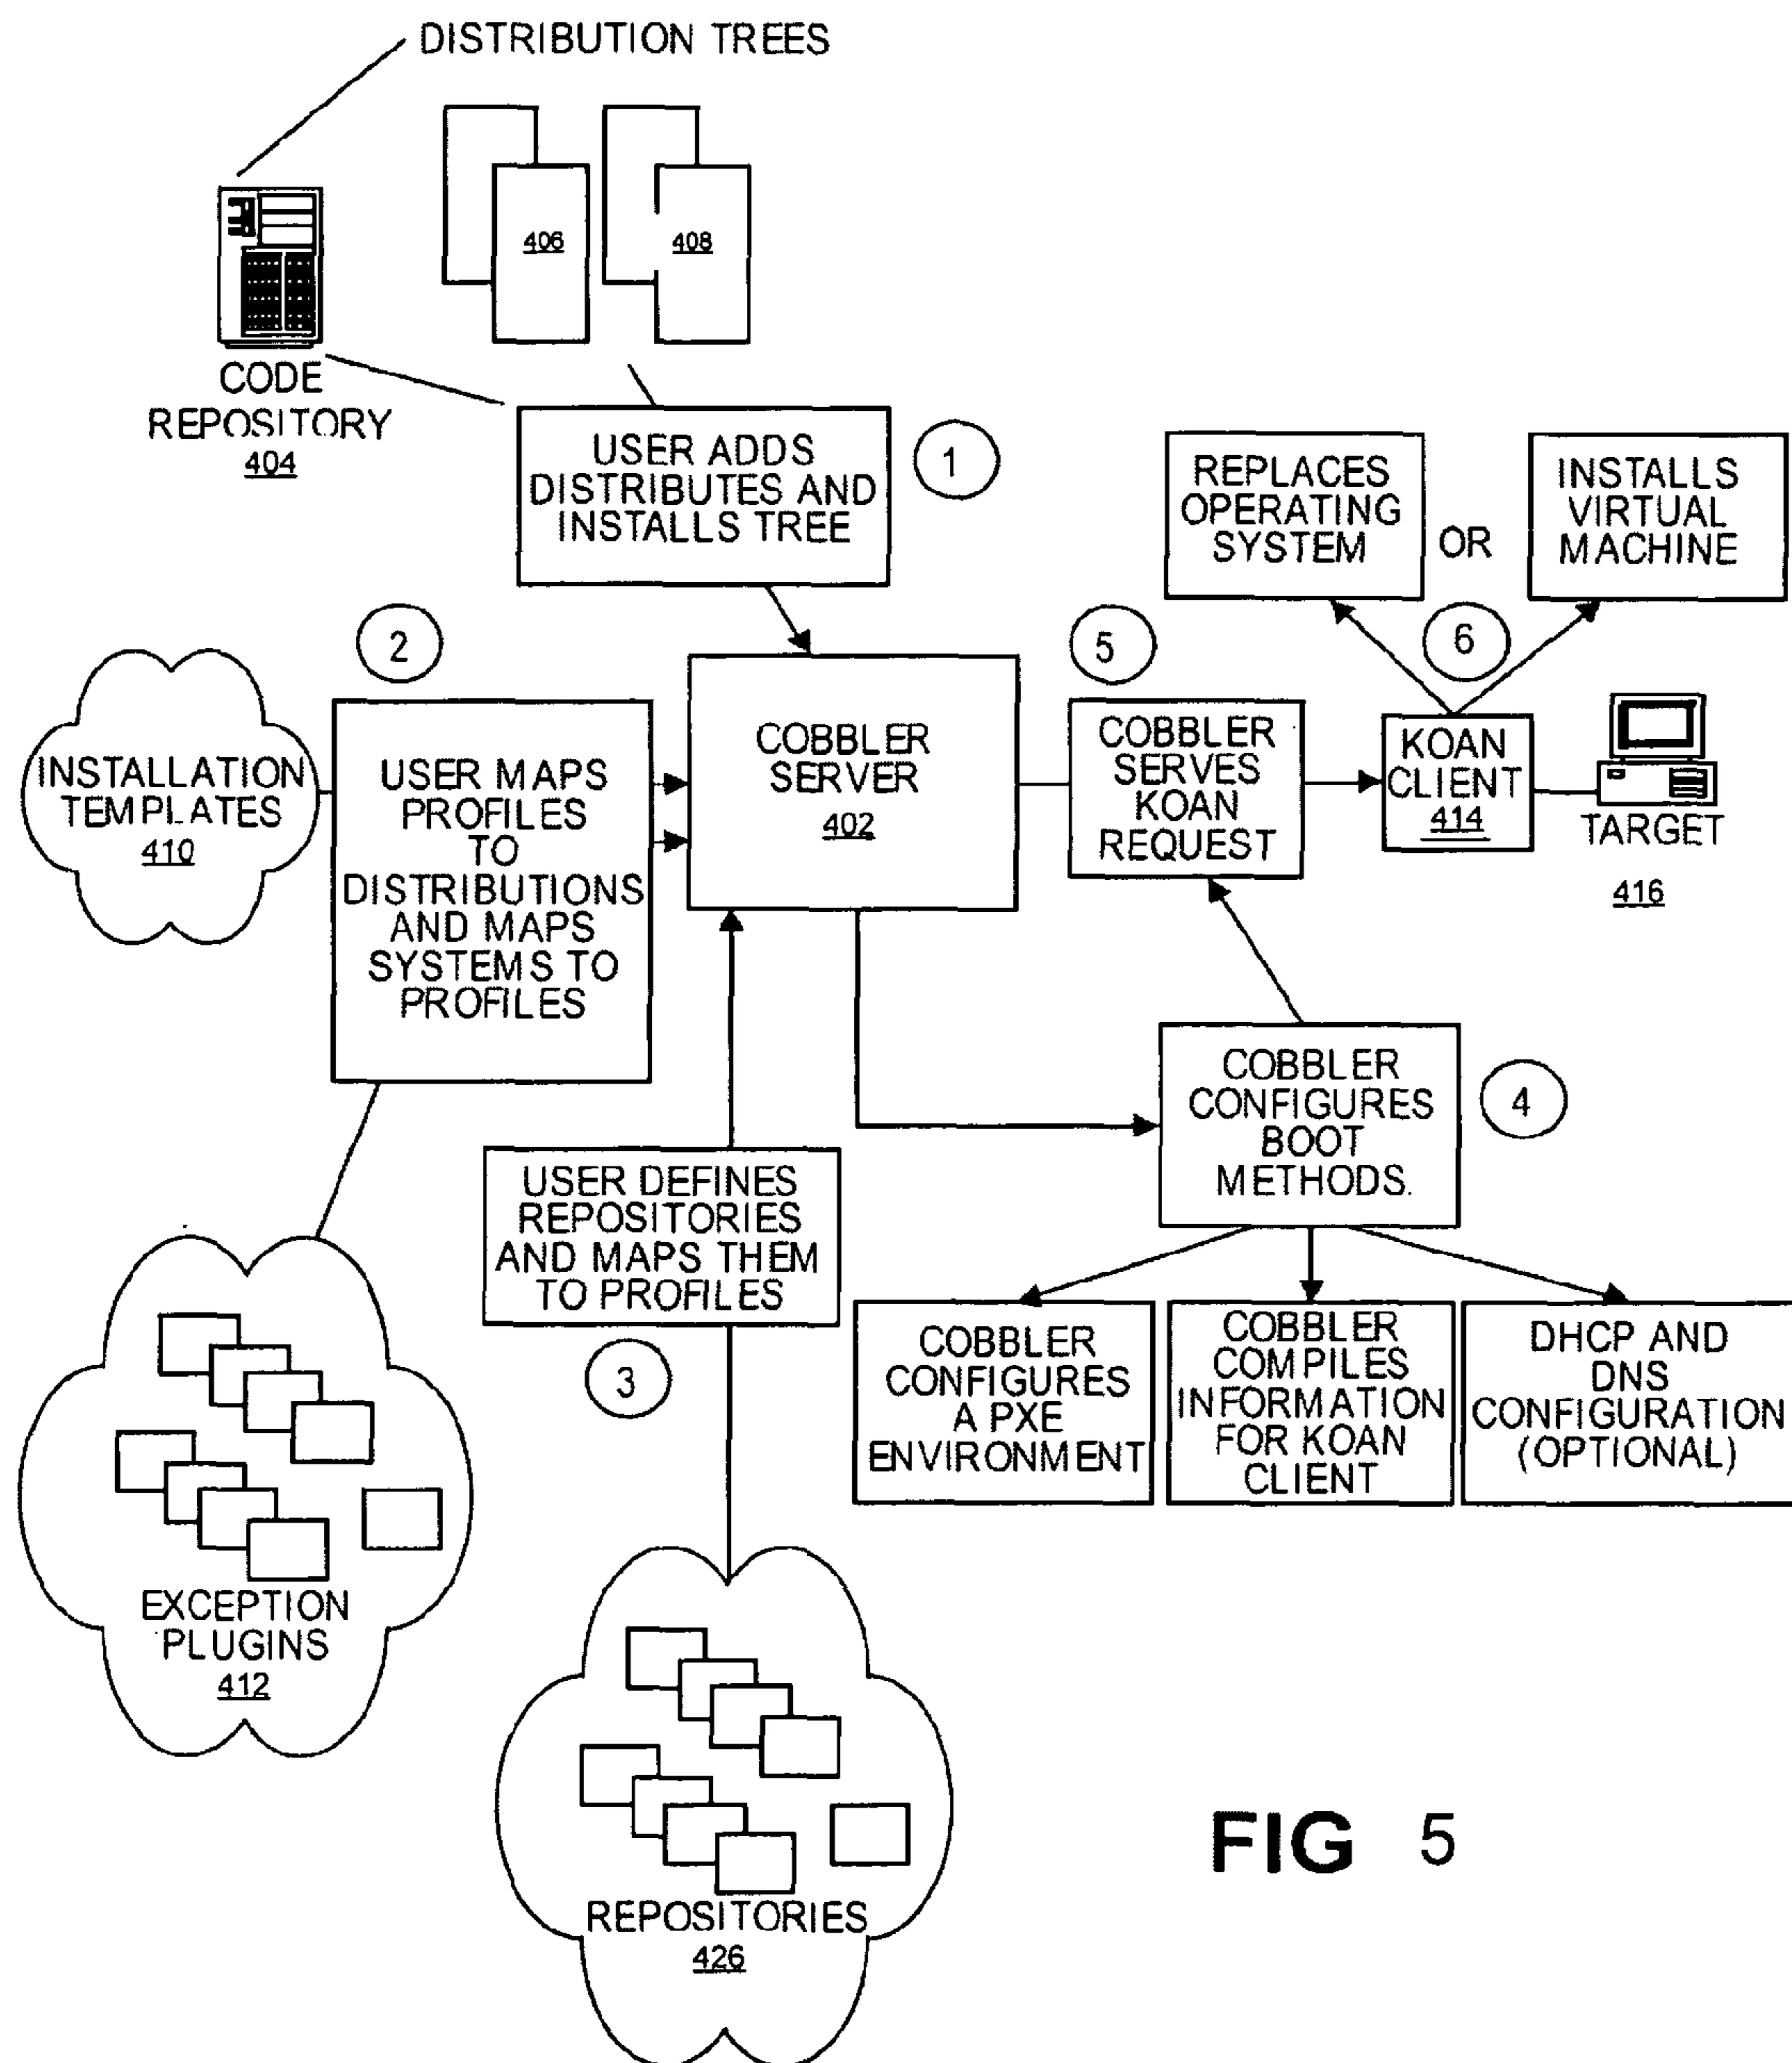 DISTRIBUTION TREES
406
408
CODE
REPOSITORY
404
USER ADDS
DISTRIBUTES AND
INSTALLS TREE
1
REPLACES
OPERATING
SYSTEM
OR
INSTALLS
VIRTUAL
MACHINE
2
5
6
INSTALLATION
TEMPLATES
410
USER MAPS
PROFILES
TO
DISTRIBUTIONS
AND MAPS
SYSTEMS TO
PROFILES
COBBLER
SERVER
402
COBBLER
SERVES
KOAN
REQUEST
KOAN
CLIENT
414
TARGET
416
COBBLER
CONFIGURES
BOOT
METHODS.
4
USER DEFINES
REPOSITORIES
AND MAPS THEM
TO PROFILES
3
COBBLER
CONFIGURES
A PXE
ENVIRONMENT
COBBLER
COMPILES
INFORMATION
FOR KOAN
CLIENT
DHCP AND
DNS
CONFIGURATION
(OPTIONAL)
EXCEPTION
PLUGINS
412
REPOSITORIES
426
FIG 5